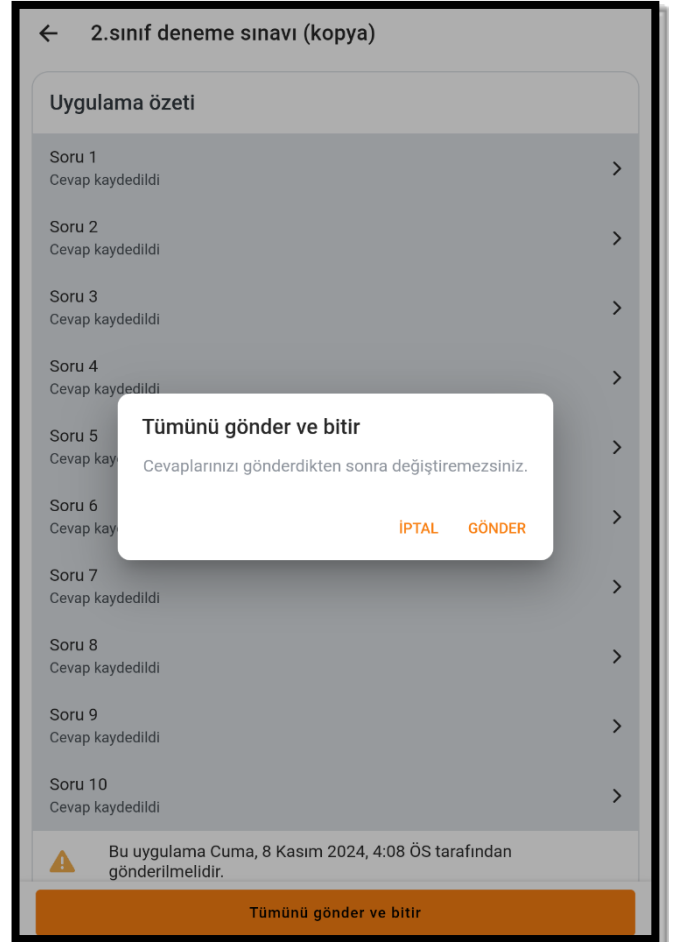 2.sınıf deneme sınavı (kopya)
Uygulama özeti
Soru 1
Cevap kaydedildi
Soru 2
Cevap kaydedildi
Soru 3
Cevap kaydedildi
Soru 4
Cevap kaydedildi
Soru 5
Cevap
Soru 6
Cevap
Tümünü gönder ve bitir
Cevaplarınızı gönderdikten sonra değiştiremezsiniz.
İPTAL GÖNDER
Soru 7
Cevap kaydedildi
Soru 8
Cevap kaydedildi
Soru 9
Cevap kaydedildi
Soru 10
Cevap kaydedildi
Bu uygulama Cuma, 8 Kasım 2024, 4:08 ÖS tarafından
gönderilmelidir.
Tümünü gönder ve bitir